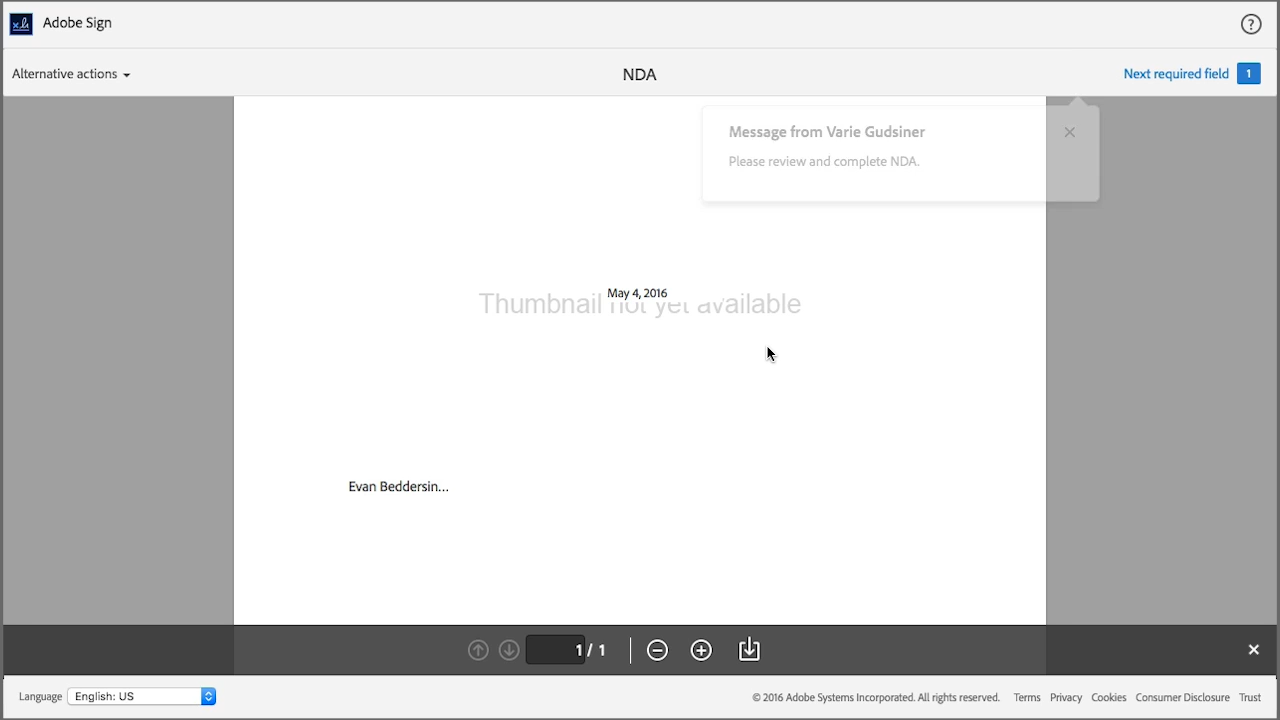 Adobe Sign
?
Alternative actions
NDA
Next required field 1
Message from Varie Gudsiner
Please review and complete NDA.
May 4, 2016
Thumbnail not yet available
Evan Beddersin...
1 / 1
Language English: US
© 2016 Adobe Systems Incorporated. All rights reserved. Terms Privacy Cookies Consumer Disclosure Trust